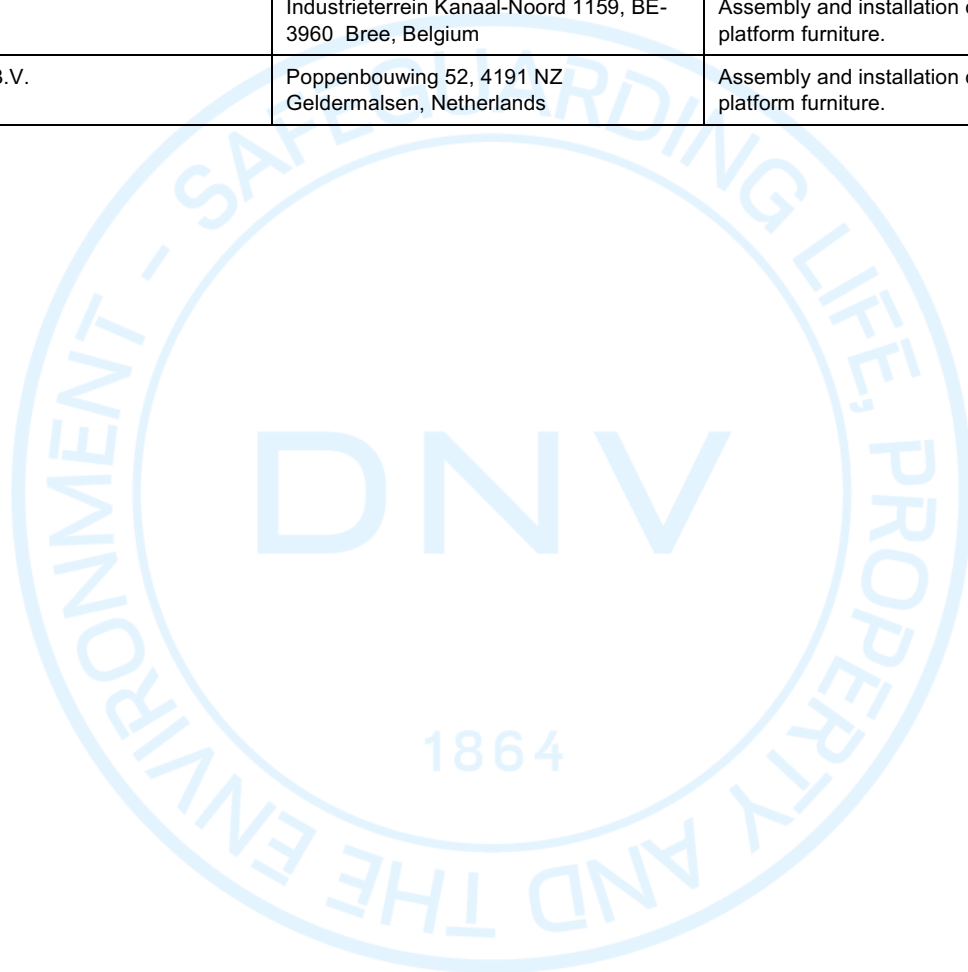 Industrieterrein Kanaal-Noord 1159, BE-
3960 Bree, Belgium
Assembly and installation
platform furniture.
B.V.
Poppenbouwing 52, 4191 NZ
Geldermalsen, Netherlands
Assembly and installation
platform furniture.
SAFEGUARDING LIFE, PROPERTY AND THE ENVIRONMENT -
DNV
1864